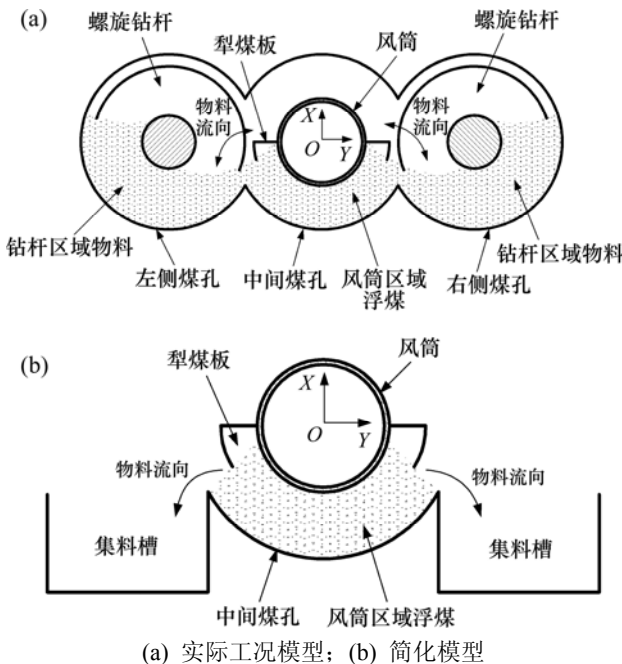 (a)
螺旋钻杆
犁煤板
风筒
螺旋钻杆
物料
流向
物料
流向
X
O
Y
钻杆区域物料
左侧煤孔
中间煤孔
风筒区域
浮煤
右侧煤孔
钻杆区域物料
(b)
犁煤板
风筒
X
O
Y
物料流向
物料流向
集料槽
集料槽
中间煤孔
风筒区域浮煤
(a) 实际工况模型；(b) 简化模型